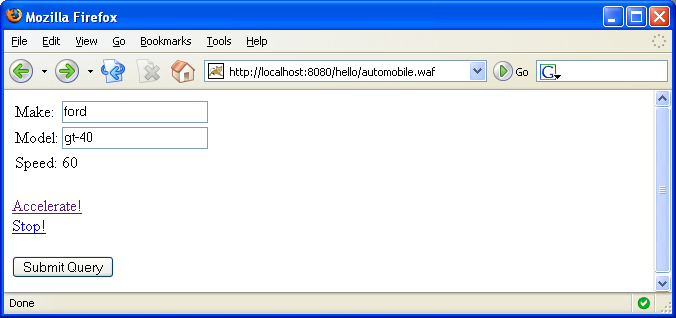 Mozilla Firefox
File Edit View Go Bookmarks Tools Help
http://localhost:8080/hello/automobile.waf Go G
Make: ford
Model: gt-40
Speed: 60
Accelerate!
Stop!
Submit Query
Done